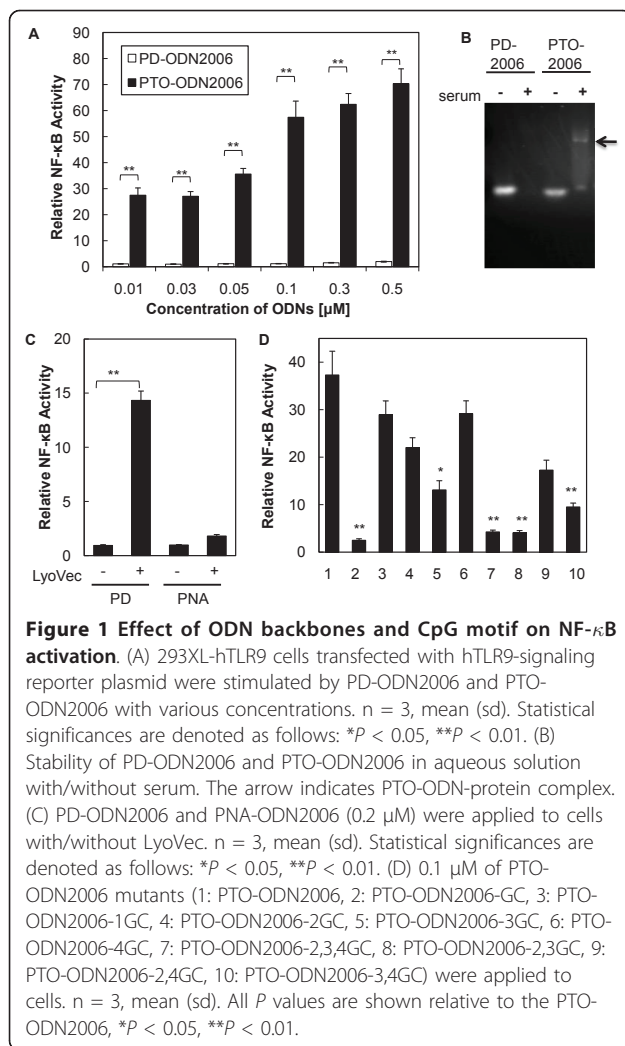 A
90
80
70
60
50
40
30
20
10
0
Relative NF-κB Activity
PD-ODN2006
PTO-ODN2006
** ** ** ** ** **
0.01 0.03 0.05 0.1 0.3 0.5
Concentration of ODNs [µM]
B
PD- PTO-
2006 2006
serum - + - +
C
20
15
10
5
0
Relative NF-κB Activity
**
LyoVec - + - +
PD PNA
D
50
40
30
20
10
0
Relative NF-κB Activity
** * ** ** **
1 2 3 4 5 6 7 8 9 10
Figure 1 Effect of ODN backbones and CpG motif on NF-κB
activation. (A) 293XL-hTLR9 cells transfected with hTLR9-signaling
reporter plasmid were stimulated by PD-ODN2006 and PTO-
ODN2006 with various concentrations. n = 3, mean (sd). Statistical
significances are denoted as follows: *P < 0.05, **P < 0.01. (B)
Stability of PD-ODN2006 and PTO-ODN2006 in aqueous solution
with/without serum. The arrow indicates PTO-ODN-protein complex.
(C) PD-ODN2006 and PNA-ODN2006 (0.2 µM) were applied to cells
with/without LyoVec. n = 3, mean (sd). Statistical significances are
denoted as follows: *P < 0.05, **P < 0.01. (D) 0.1 µM of PTO-
ODN2006 mutants (1: PTO-ODN2006, 2: PTO-ODN2006-GC, 3: PTO-
ODN2006-1GC, 4: PTO-ODN2006-2GC, 5: PTO-ODN2006-3GC, 6: PTO-
ODN2006-4GC, 7: PTO-ODN2006-2,3,4GC, 8: PTO-ODN2006-2,3GC, 9:
PTO-ODN2006-2,4GC, 10: PTO-ODN2006-3,4GC) were applied to
cells. n = 3, mean (sd). All P values are shown relative to the PTO-
ODN2006, *P < 0.05, **P < 0.01.